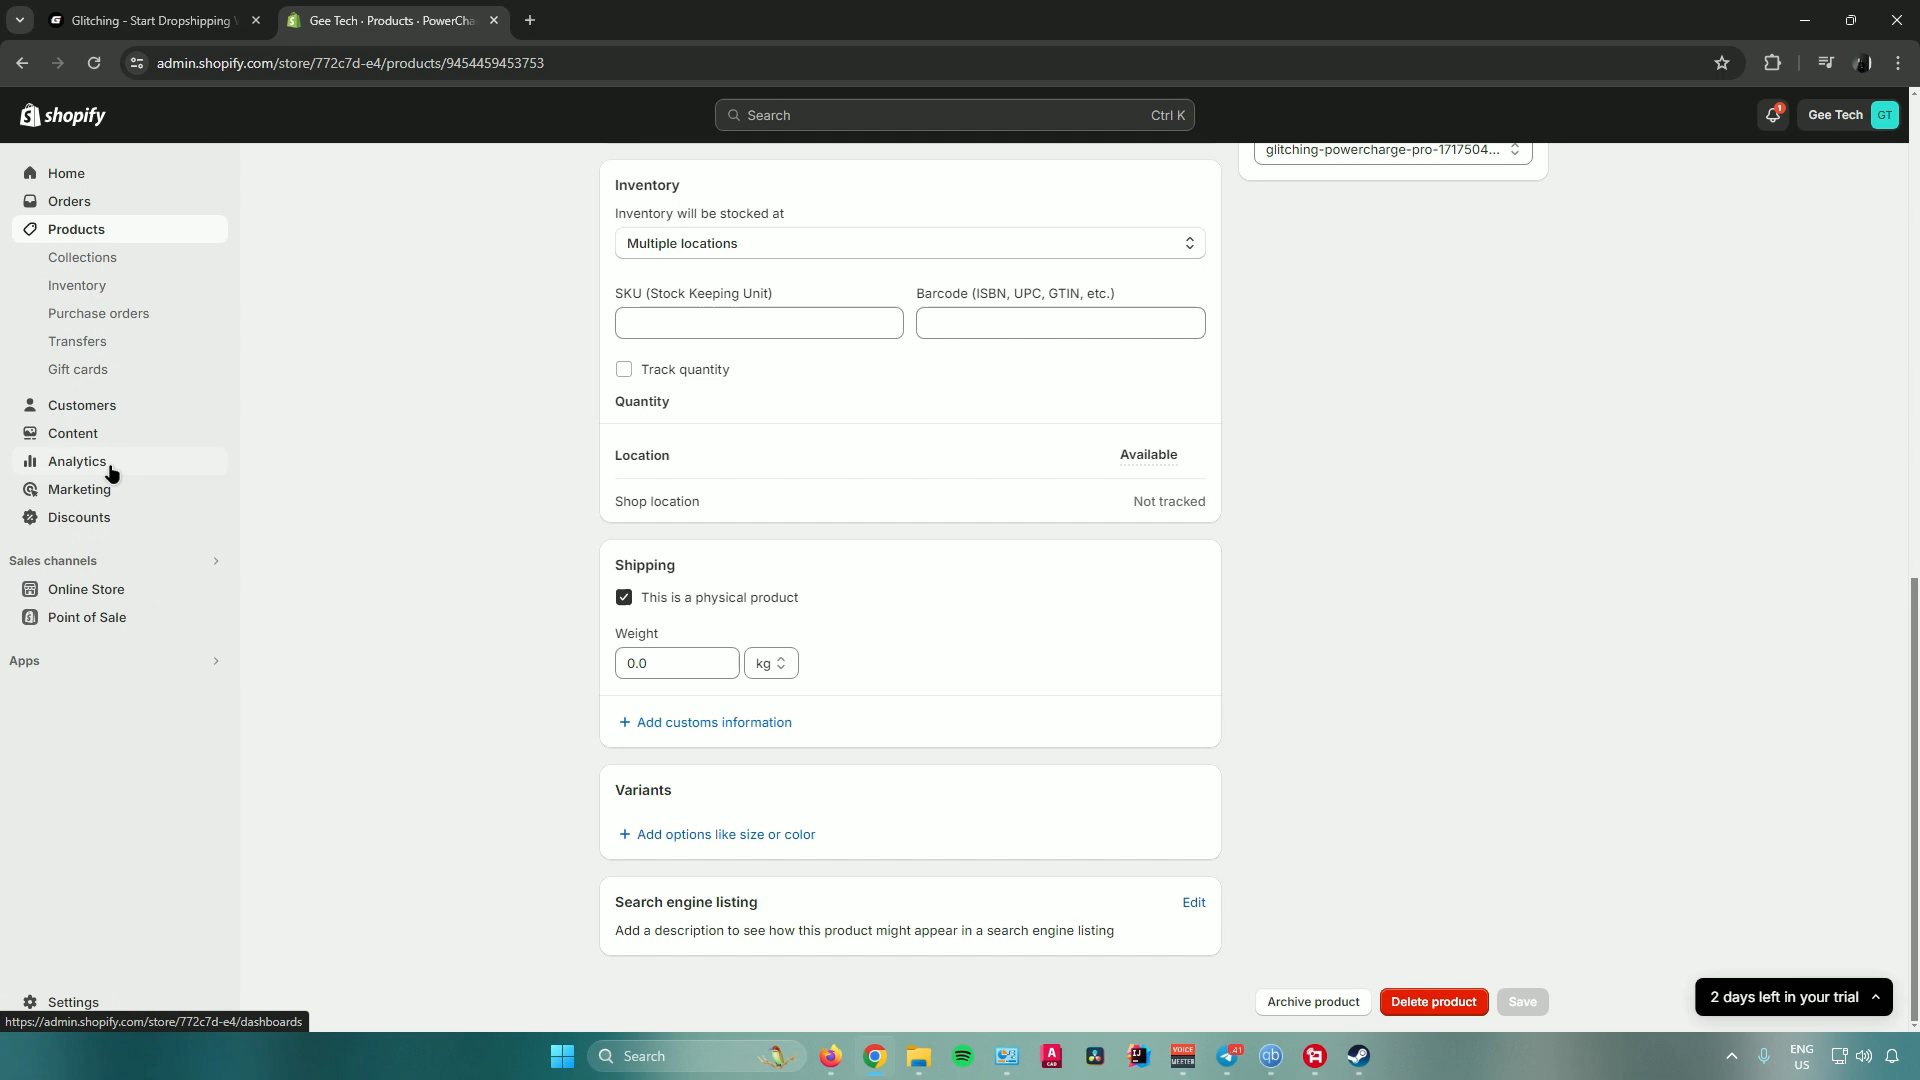 Glitching - Start Dropshipping
Gee Tech · Products · PowerCha
admin.shopify.com/store/772c7d-e4/products/9454459453753
shopify
Search
Ctrl K
1
Gee Tech
GT
Home
Orders
Products
Collections
Inventory
Purchase orders
Transfers
Gift cards
Customers
Content
Analytics
Marketing
Discounts
Sales channels
Online Store
Point of Sale
Apps
Settings
https://admin.shopify.com/store/772c7d-e4/dashboards
glitching-powercharge-pro-1717504...
Inventory
Inventory will be stocked at
Multiple locations
SKU (Stock Keeping Unit)
Barcode (ISBN, UPC, GTIN, etc.)
Track quantity
Quantity
Location
Available
Shop location
Not tracked
Shipping
This is a physical product
Weight
0.0
kg
+ Add customs information
Variants
+ Add options like size or color
Search engine listing
Edit
Add a description to see how this product might appear in a search engine listing
Archive product
Delete product
Save
2 days left in your trial
Search
A
CAD
IJ
VOICE
MEETER
41
qb
ENG
US